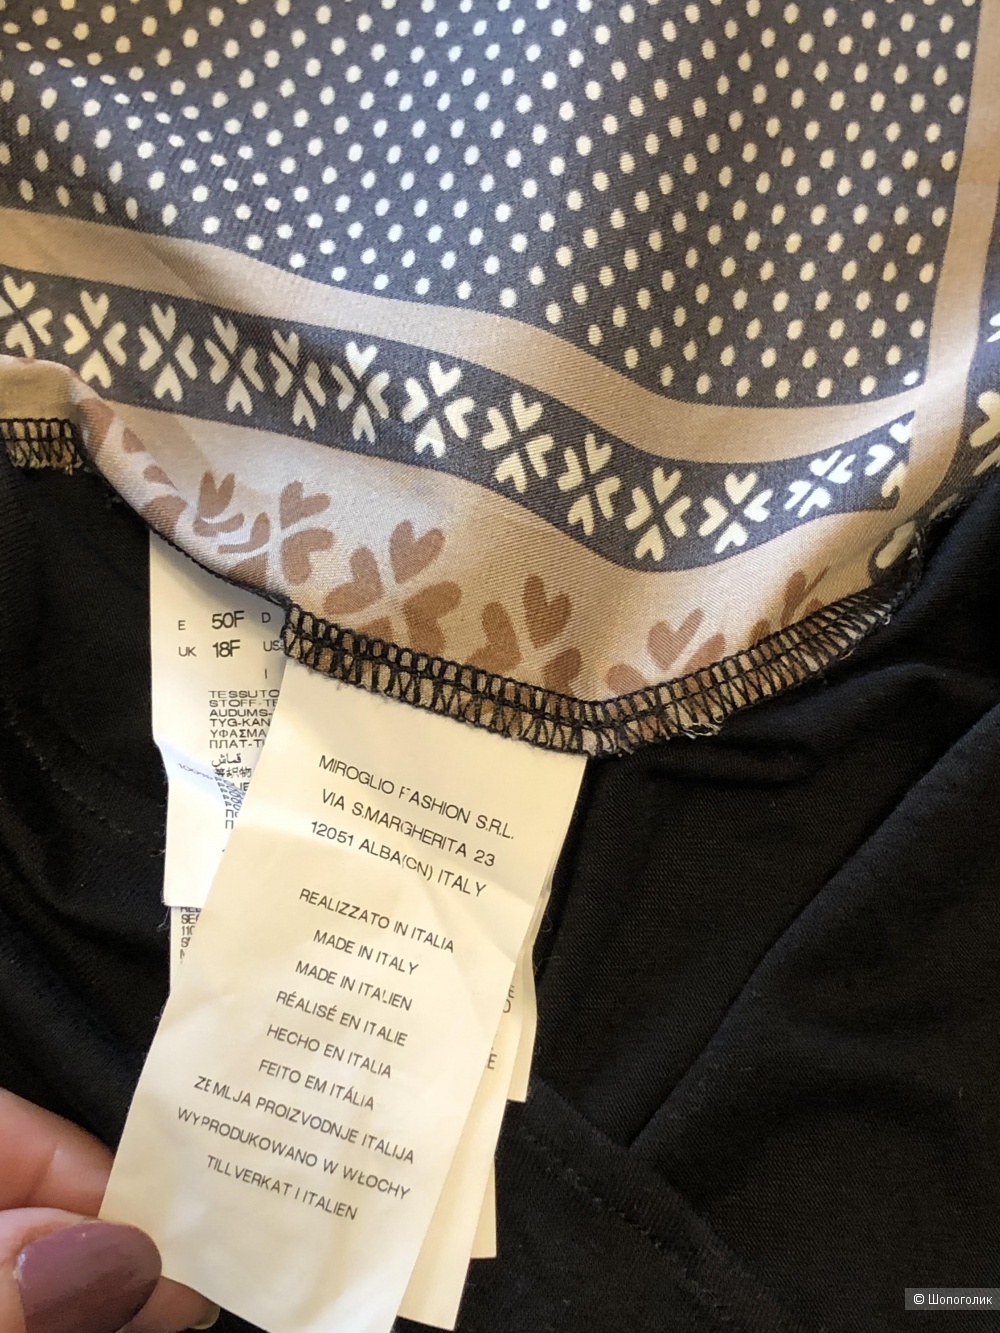 E 50F D
UK 18F US
I
TESSUTO
STOFF-TE
AUDUMS-
TYG-KAN
ΥΦΑΣΜΑ
ПЛАТ-Т
قماش
100%
MIROGLIO FASHION S.R.L.
VIA S.MARGHERITA 23
12051 ALBA(CN) ITALY
REALIZZATO IN ITALIA
MADE IN ITALY
MADE IN ITALIEN
RÉALISÉ EN ITALIE
HECHO EN ITALIA
FEITO EM ITÁLIA
ZEMLJA PROIZVODNJE ITALIJA
WYPRODUKOWANO W WŁOCHY
TILLVERKAT I ITALIEN
© Шопоголик